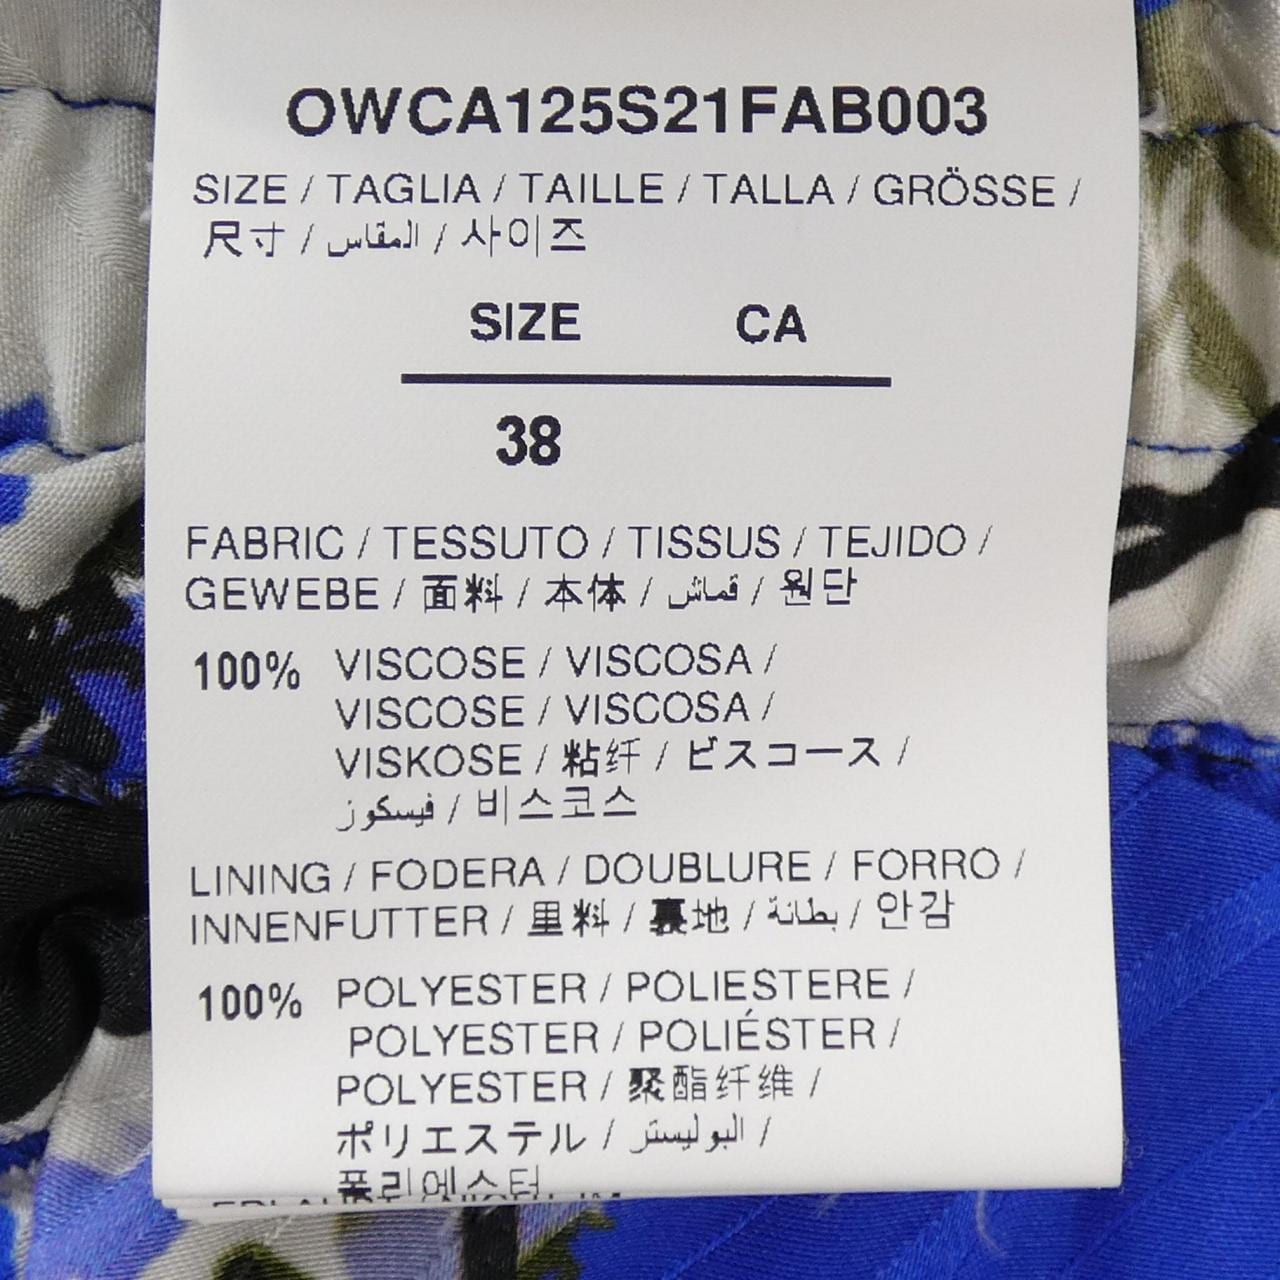 OWCA125S21FAB003
SIZE / TAGLIA / TAILLE / TALLA / GRÖSSE /
尺寸 / المقاس / 사이즈
SIZE CA
38
FABRIC / TESSUTO / TISSUS / TEJIDO /
GEWEBE / 面料 / 本体 / قماش / 원단
100% VISCOSE / VISCOSA /
VISCOSE / VISCOSA /
VISKOSE / 粘纤 / ビスコース /
فيسكوز / 비스코스
LINING / FODERA / DOUBLURE / FORRO /
INNENFUTTER / 里料 / 裏地 / بطانة / 안감
100% POLYESTER / POLIESTERE /
POLYESTER / POLIÉSTER /
POLYESTER / 聚酯纤维 /
ポリエステル / البوليستر /
폴리에스터